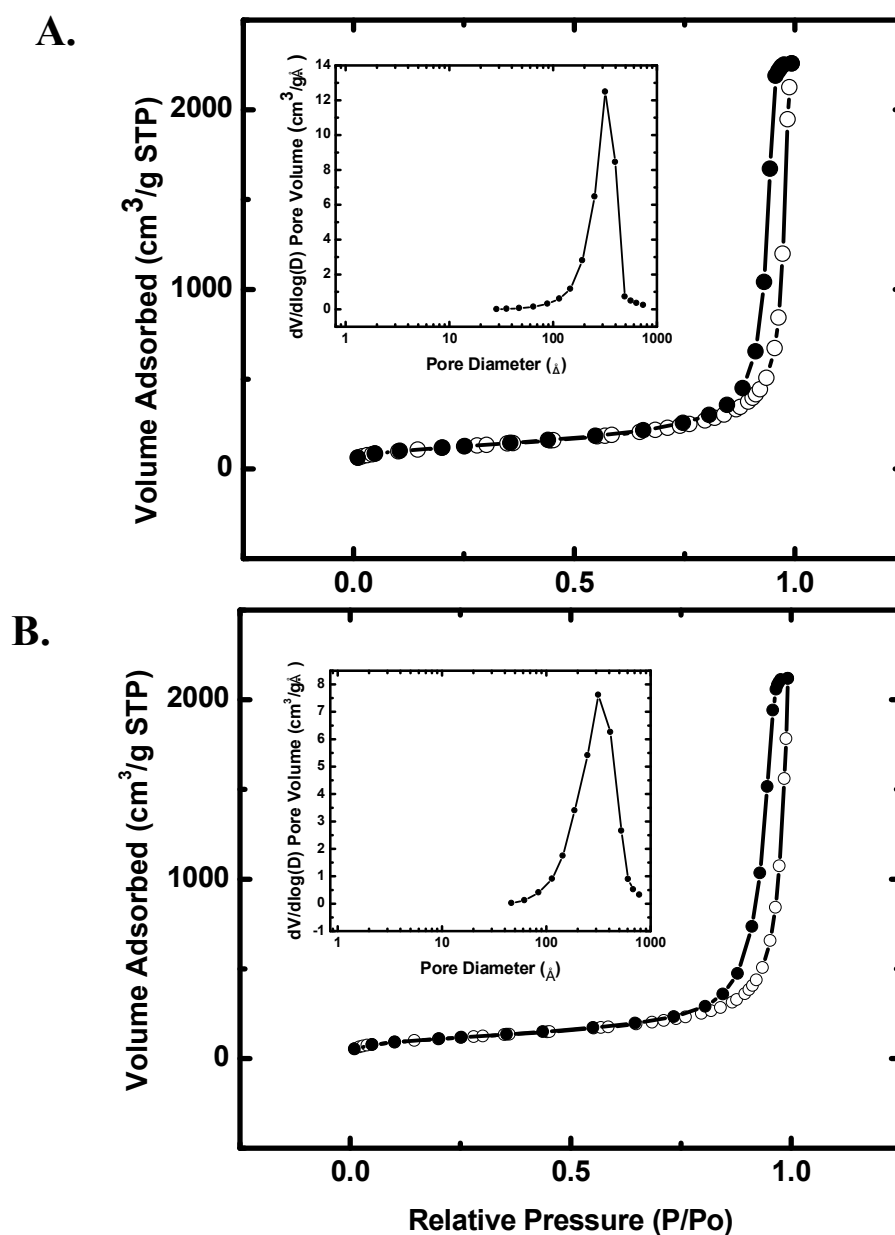 A.
Volume Adsorbed (cm³/g STP)
2000
1000
0
0.0 0.5 1.0
dV/dlog(D) Pore Volume (cm³/gÅ)
14
12
10
8
6
4
2
0
1 10 100 1000
Pore Diameter (Å)
B.
Volume Adsorbed (cm³/g STP)
2000
1000
0
0.0 0.5 1.0
Relative Pressure (P/Po)
dV/dlog(D) Pore Volume (cm³/gÅ)
8
7
6
5
4
3
2
1
0
-1
1 10 100 1000
Pore Diameter (Å)